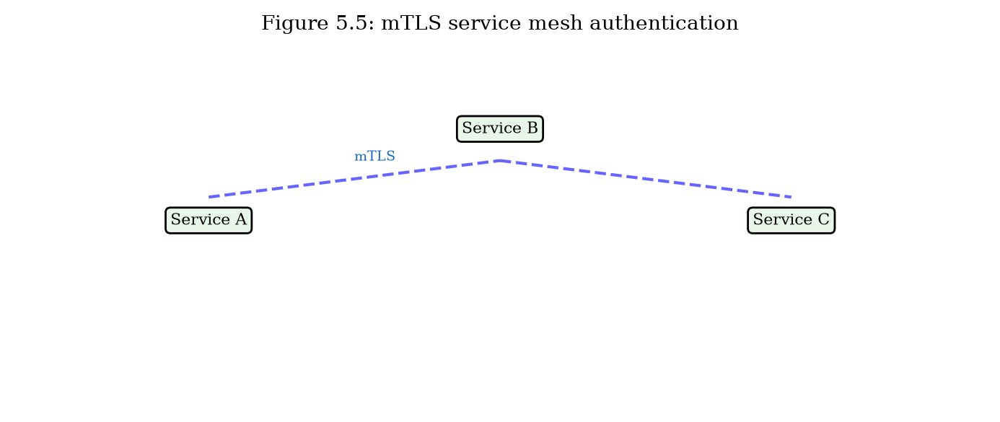 Figure 5.5: mTLS service mesh authentication
Service B
mTLS
Service A
Service C